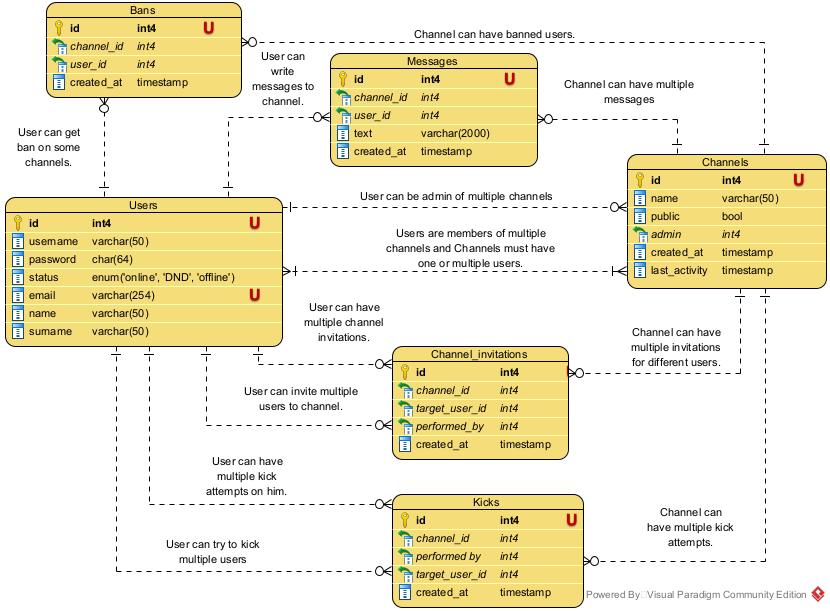 Bans
id int4 U
channel_id int4
user_id int4
created_at timestamp
Channel can have banned users.
User can
write
messages to
channel.
Messages
id int4 U
channel_id int4
user_id int4
text varchar(2000)
created_at timestamp
Channel can have multiple
messages
User can get
ban on some
channels.
Channels
id int4 U
name varchar(50)
public bool
admin int4
created_at timestamp
last_activity timestamp
Users
id int4 U
username varchar(50)
password char(64)
status enum('online', 'DND', 'offline')
email varchar(254) U
name varchar(50)
surname varchar(50)
User can be admin of multiple channels
Users are members of multiple
channels and Channels must have
one or multiple users.
User can have
multiple channel
invitations.
Channel can have
multiple invitations
for different users.
Channel_invitations
id int4
channel_id int4
target_user_id int4
performed_by int4
created_at timestamp
User can invite multiple
users to channel.
User can have
multiple kick
attempts on him.
Kicks
id int4 U
channel_id int4
performed by int4
target_user_id int4
created_at timestamp
Channel can
have multiple kick
attempts.
User can try to kick
multiple users
Powered By Visual Paradigm Community Edition